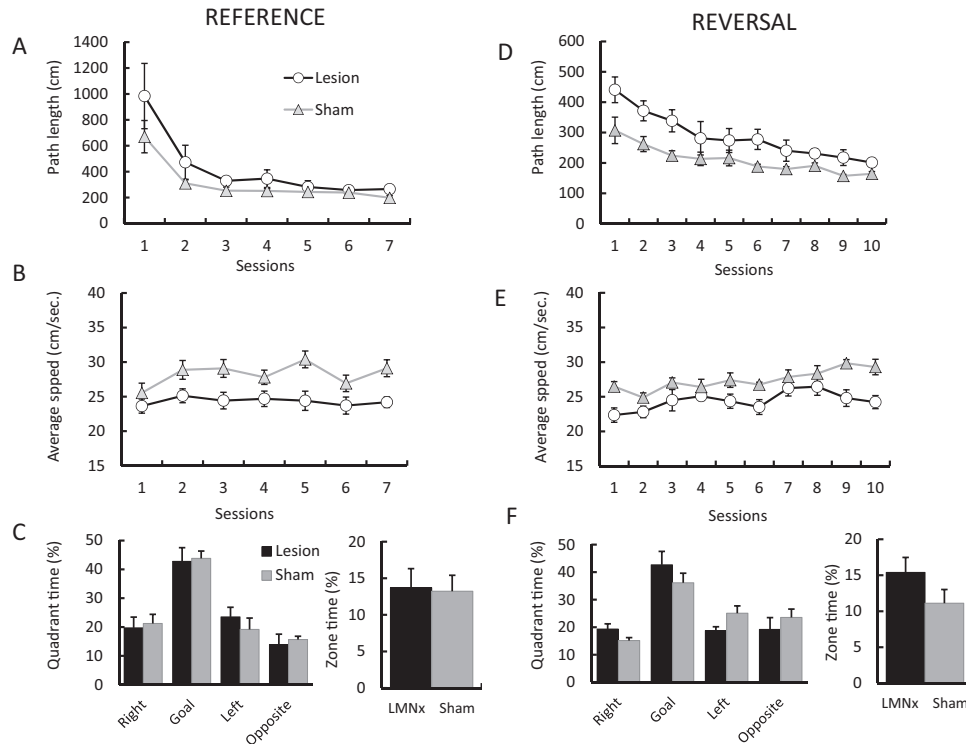 REFERENCE
A
Path length (cm)
1400
1200
1000
800
600
400
200
0
Lesion
Sham
1 2 3 4 5 6 7
Sessions
B
Average spped (cm/sec.)
40
35
30
25
20
15
1 2 3 4 5 6 7
Sessions
C
Quadrant time (%)
50
40
30
20
10
0
Lesion
Sham
Right Goal Left Opposite
Zone time (%)
20
15
10
5
0
LMNx Sham
REVERSAL
D
Path length (cm)
600
500
400
300
200
100
0
1 2 3 4 5 6 7 8 9 10
Sessions
E
Average spped (cm/sec.)
40
35
30
25
20
15
1 2 3 4 5 6 7 8 9 10
Sessions
F
Quadrant time (%)
50
40
30
20
10
0
Right Goal Left Opposite
Zone time (%)
20
15
10
5
0
LMNx Sham